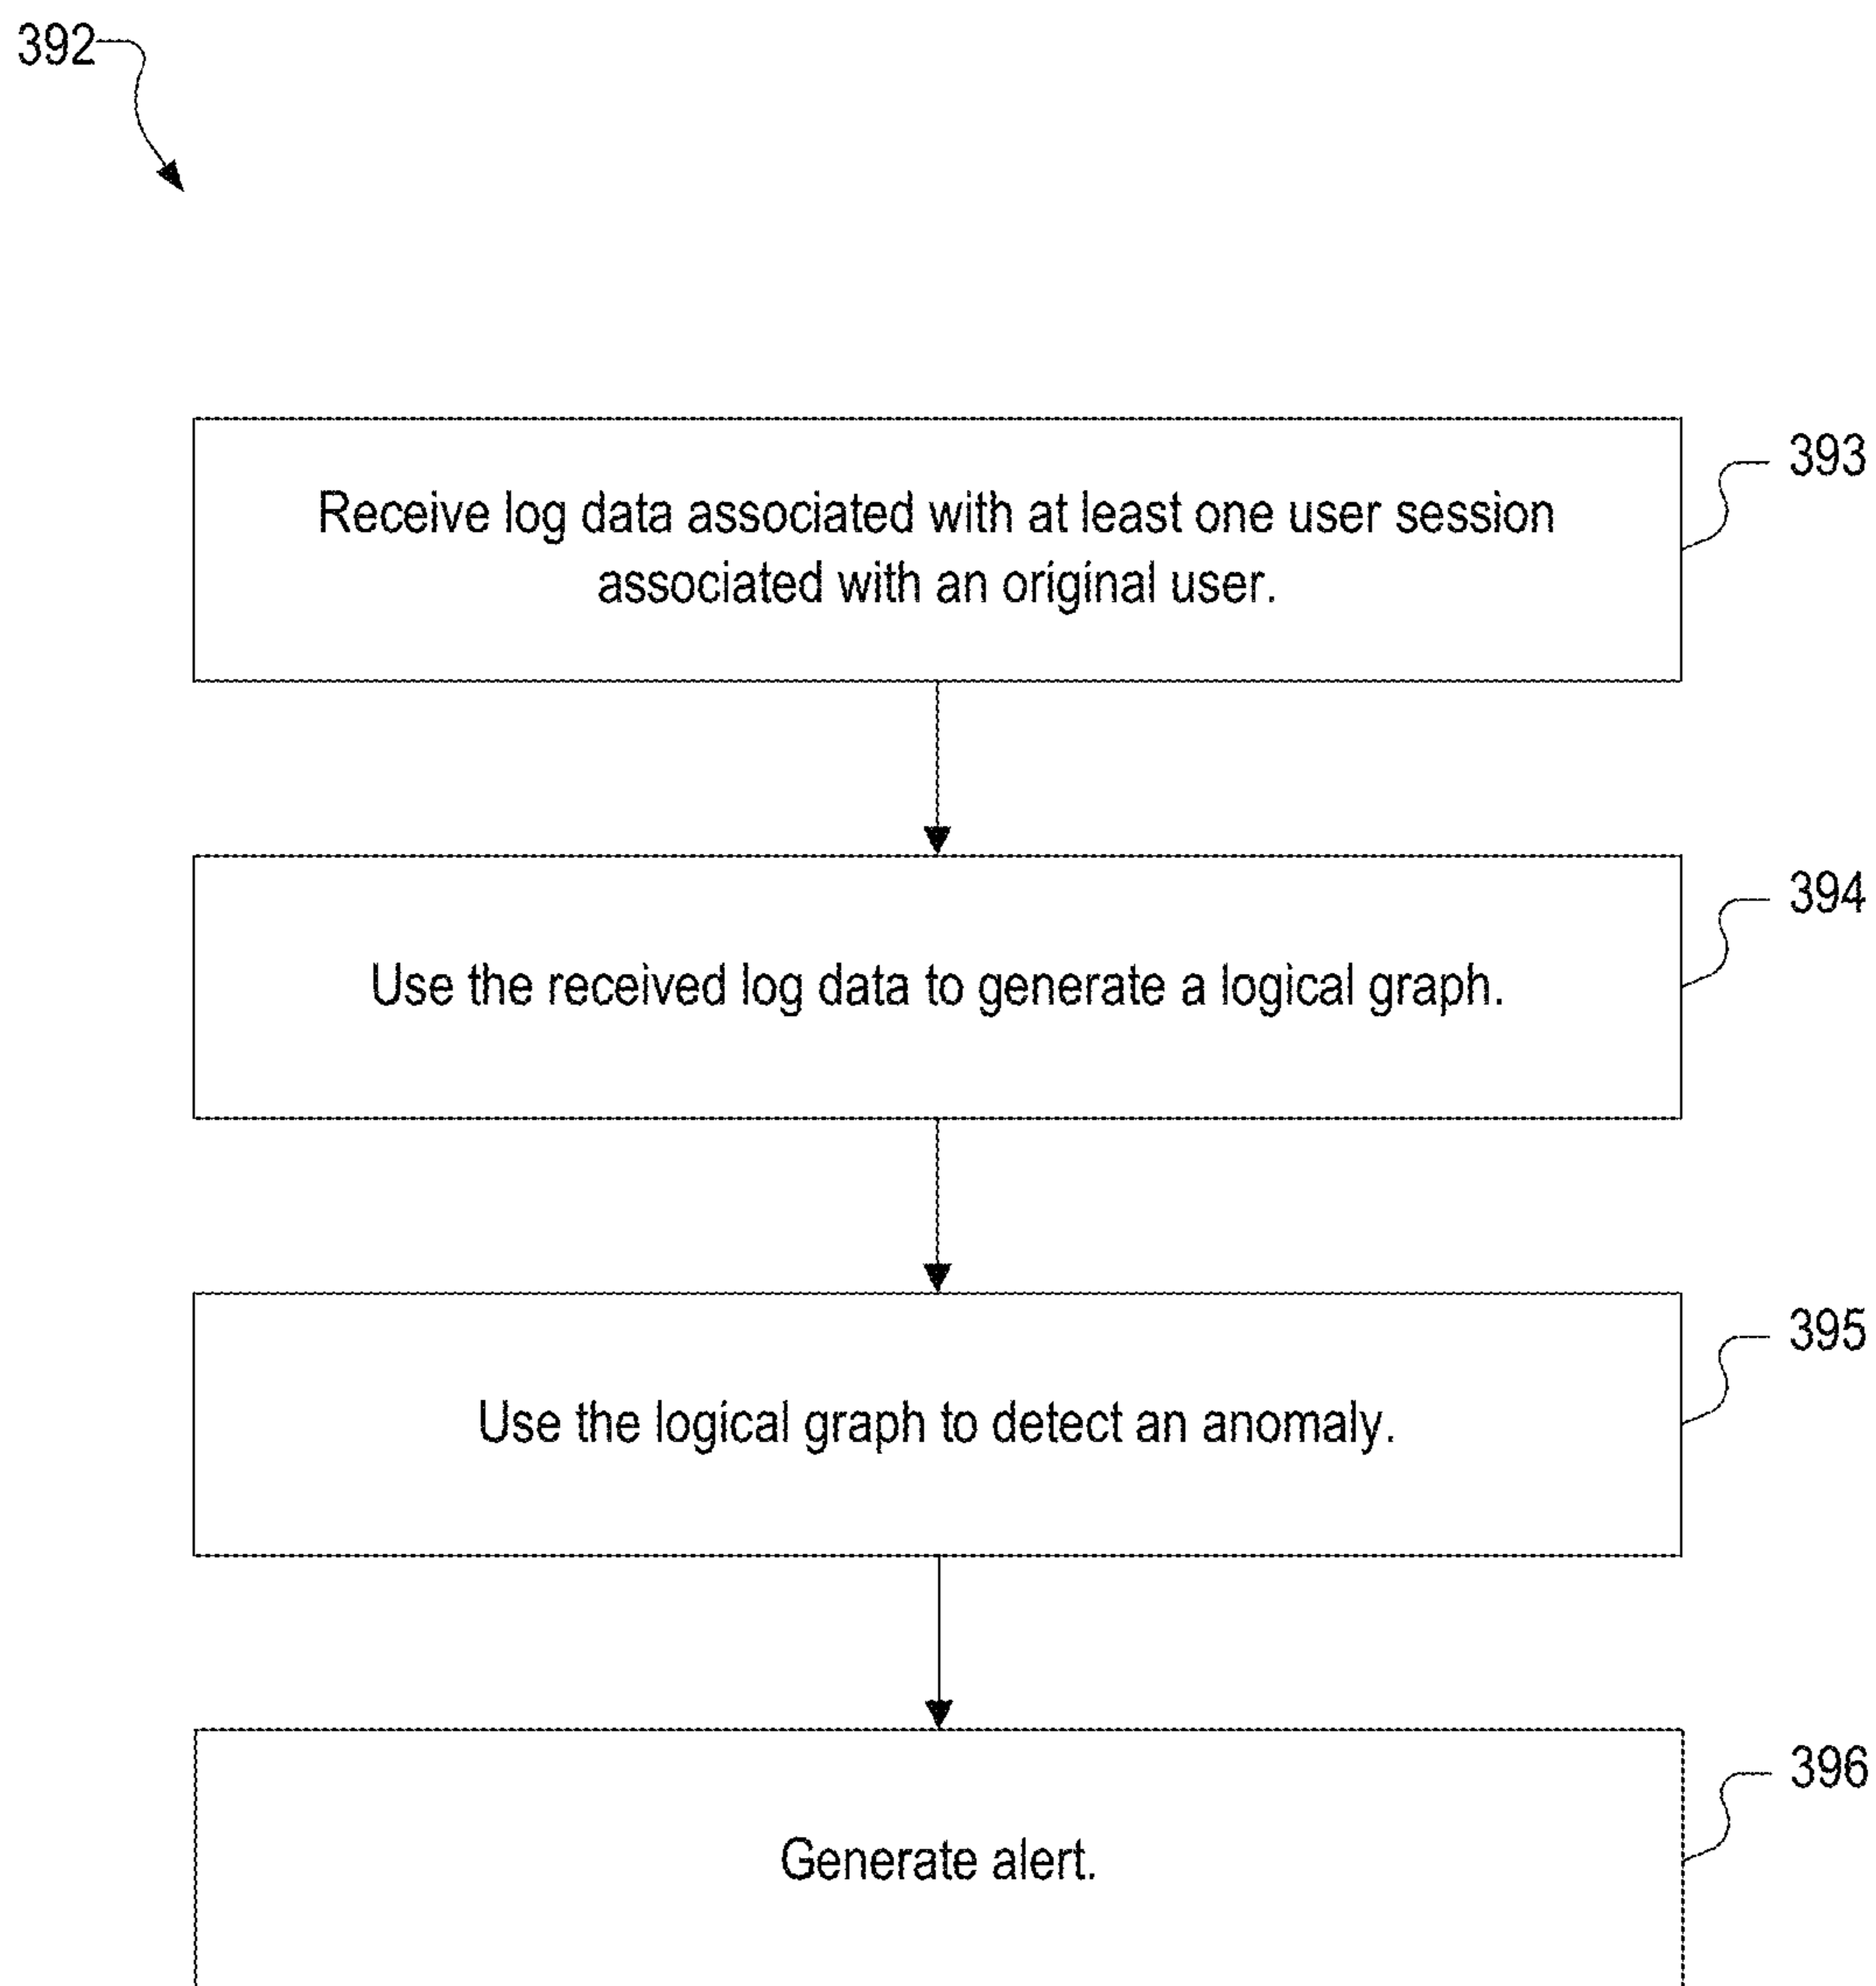 392
Receive log data associated with at least one user session
associated with an original user.
393
Use the received log data to generate a logical graph.
394
Use the logical graph to detect an anomaly.
395
Generate alert.
396